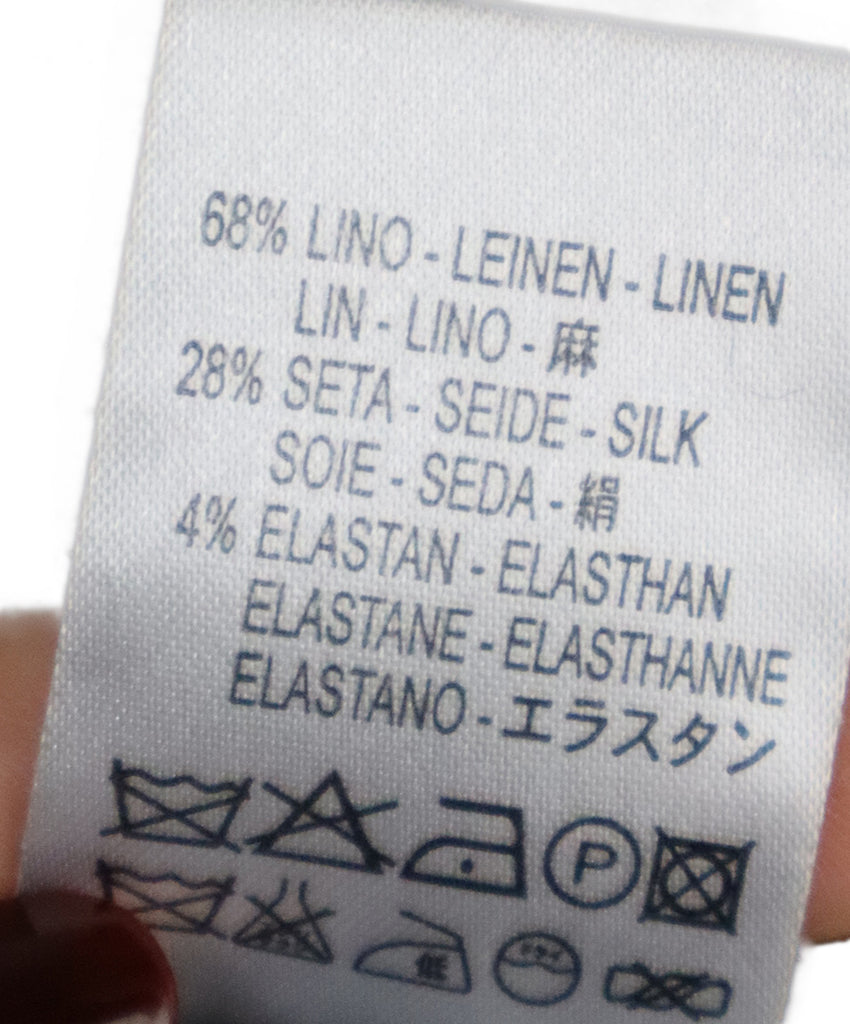 68% LINO - LEINEN - LINEN
LIN - LINO - 麻
28% SETA - SEIDE - SILK
SOIE - SEDA - 絹
4% ELASTAN - ELASTHAN
ELASTANE - ELASTHANNE
ELASTANO - エラスタン
P
低